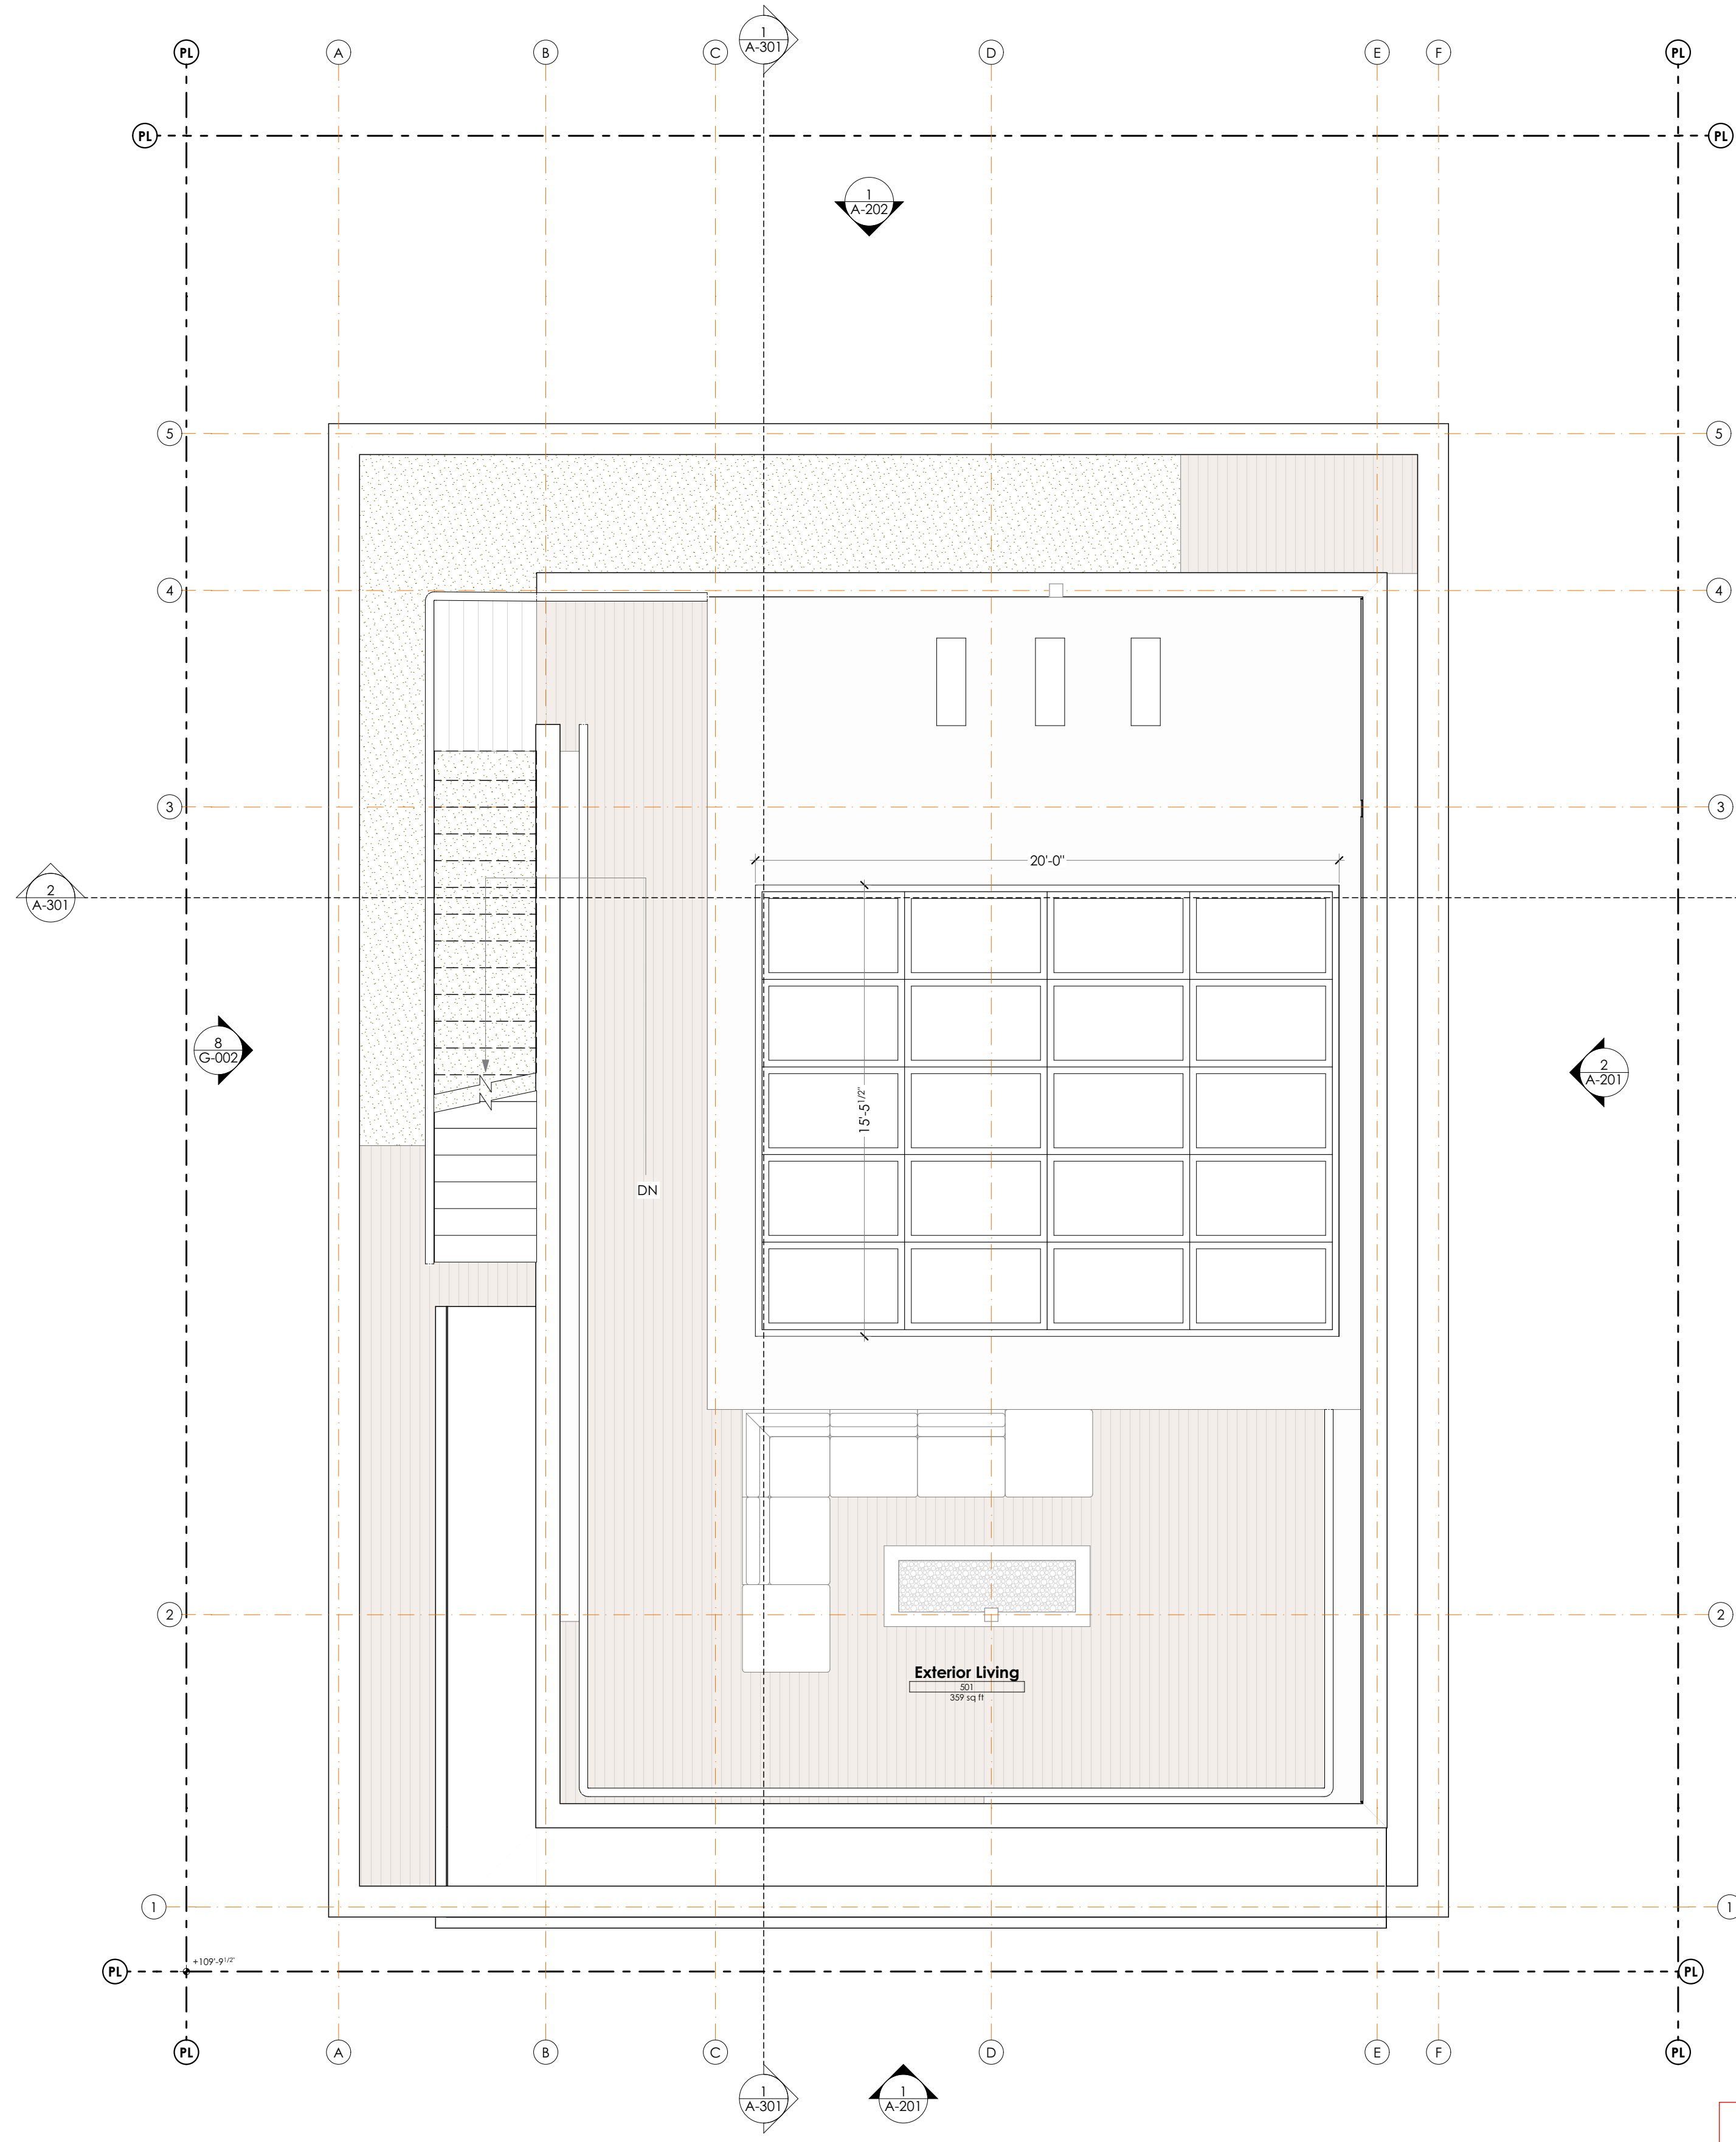 1
A-301
PL A B C D E F PL
PL PL
1
A-202
5 5
4 4
3 3
20'-0"
2
A-301
8
G-002
2
A-201
15'-5 1/2"
DN
2 2
Exterior Living
501
359 sq ft
1 1
+109'-9 1/2"
PL PL
PL A B C D E F PL
1
A-301
1
A-201